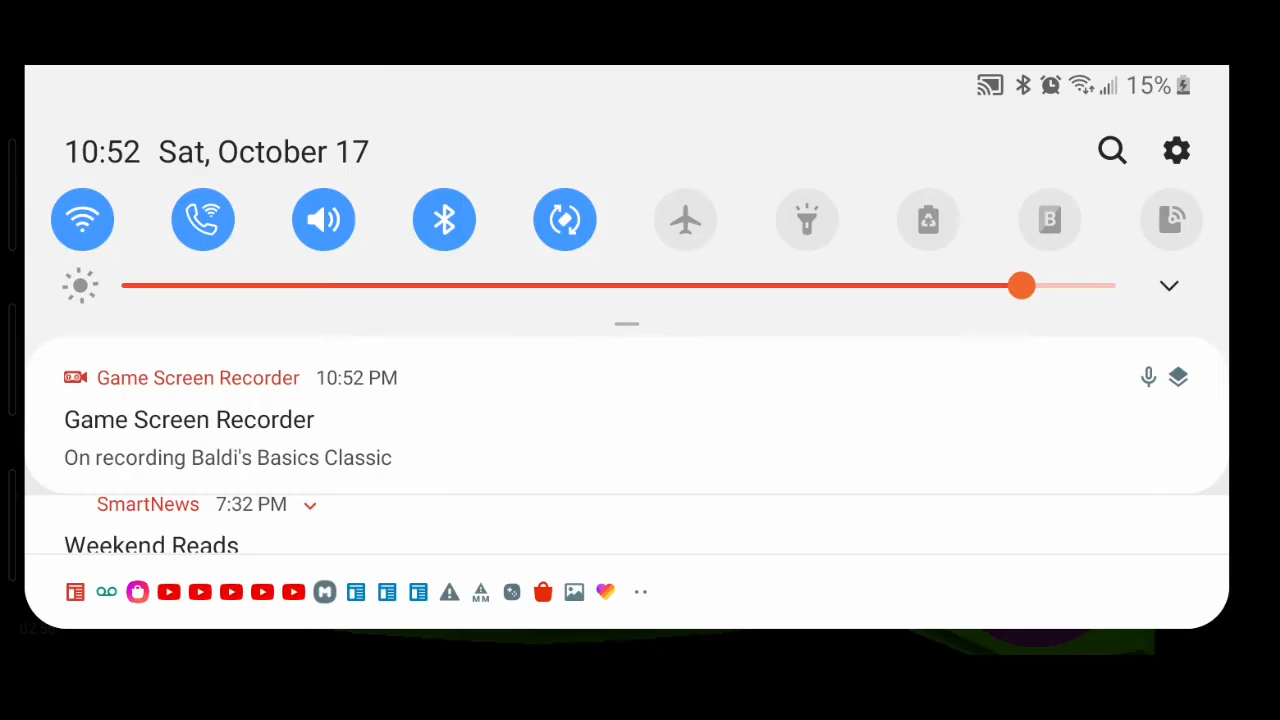 15%
10:52 Sat, October 17
B
Game Screen Recorder 10:52 PM
Game Screen Recorder
On recording Baldi's Basics Classic
SmartNews 7:32 PM
Weekend Reads
MM